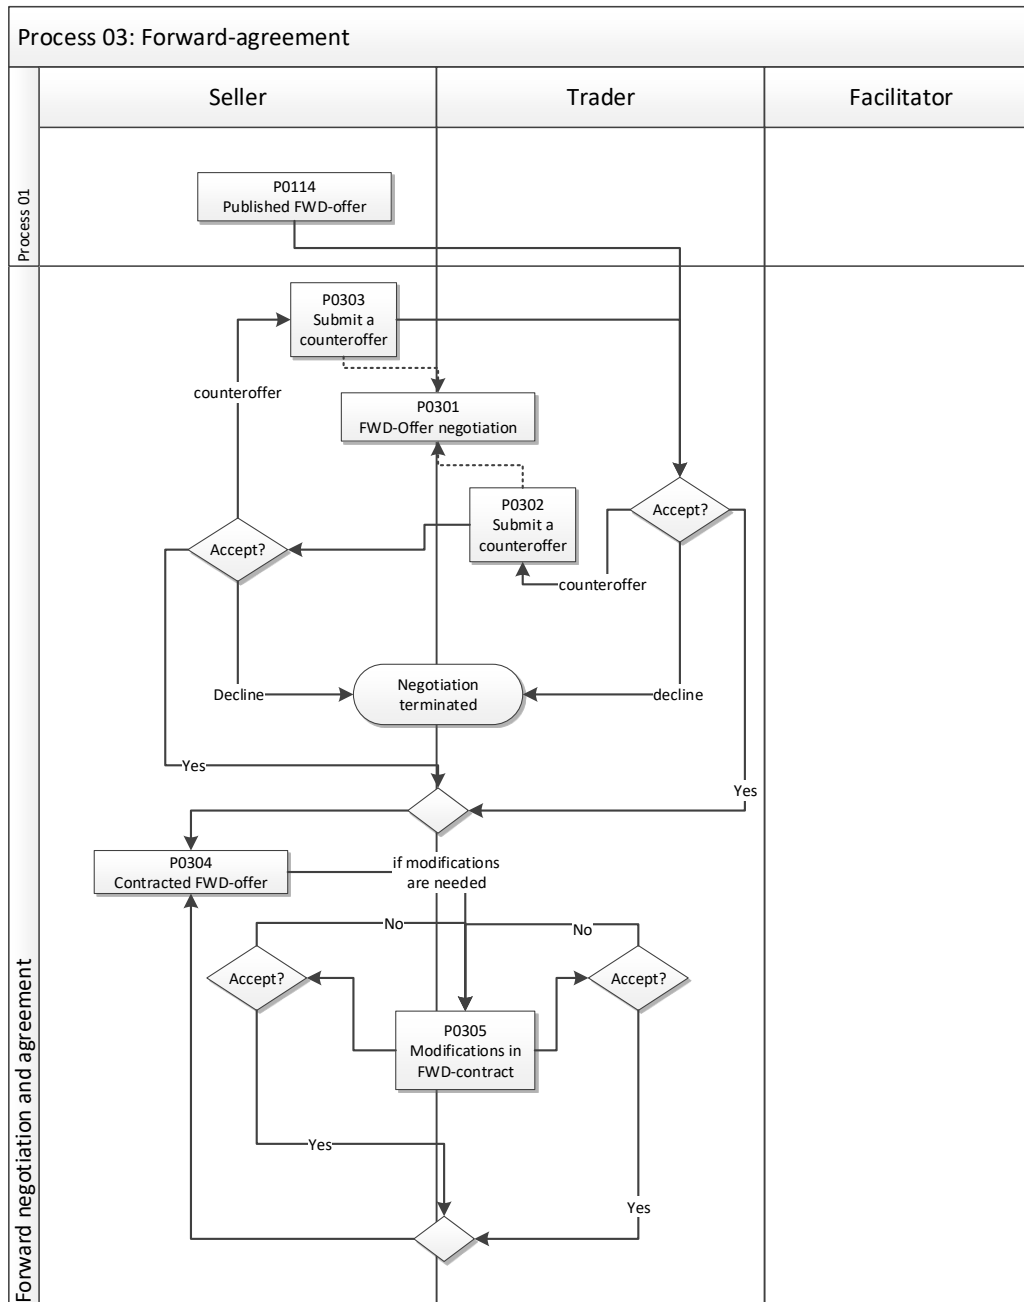 Process 03: Forward-agreement
Seller
Trader
Facilitator
Process 01
P0114
Published FWD-offer
P0303
Submit a
counteroffer
counteroffer
P0301
FWD-Offer negotiation
P0302
Submit a
counteroffer
Accept?
Accept?
counteroffer
Negotiation
terminated
Decline
decline
Yes
Yes
P0304
Contracted FWD-offer
if modifications
are needed
No
No
Accept?
Accept?
P0305
Modifications in
FWD-contract
Yes
Yes
Forward negotiation and agreement